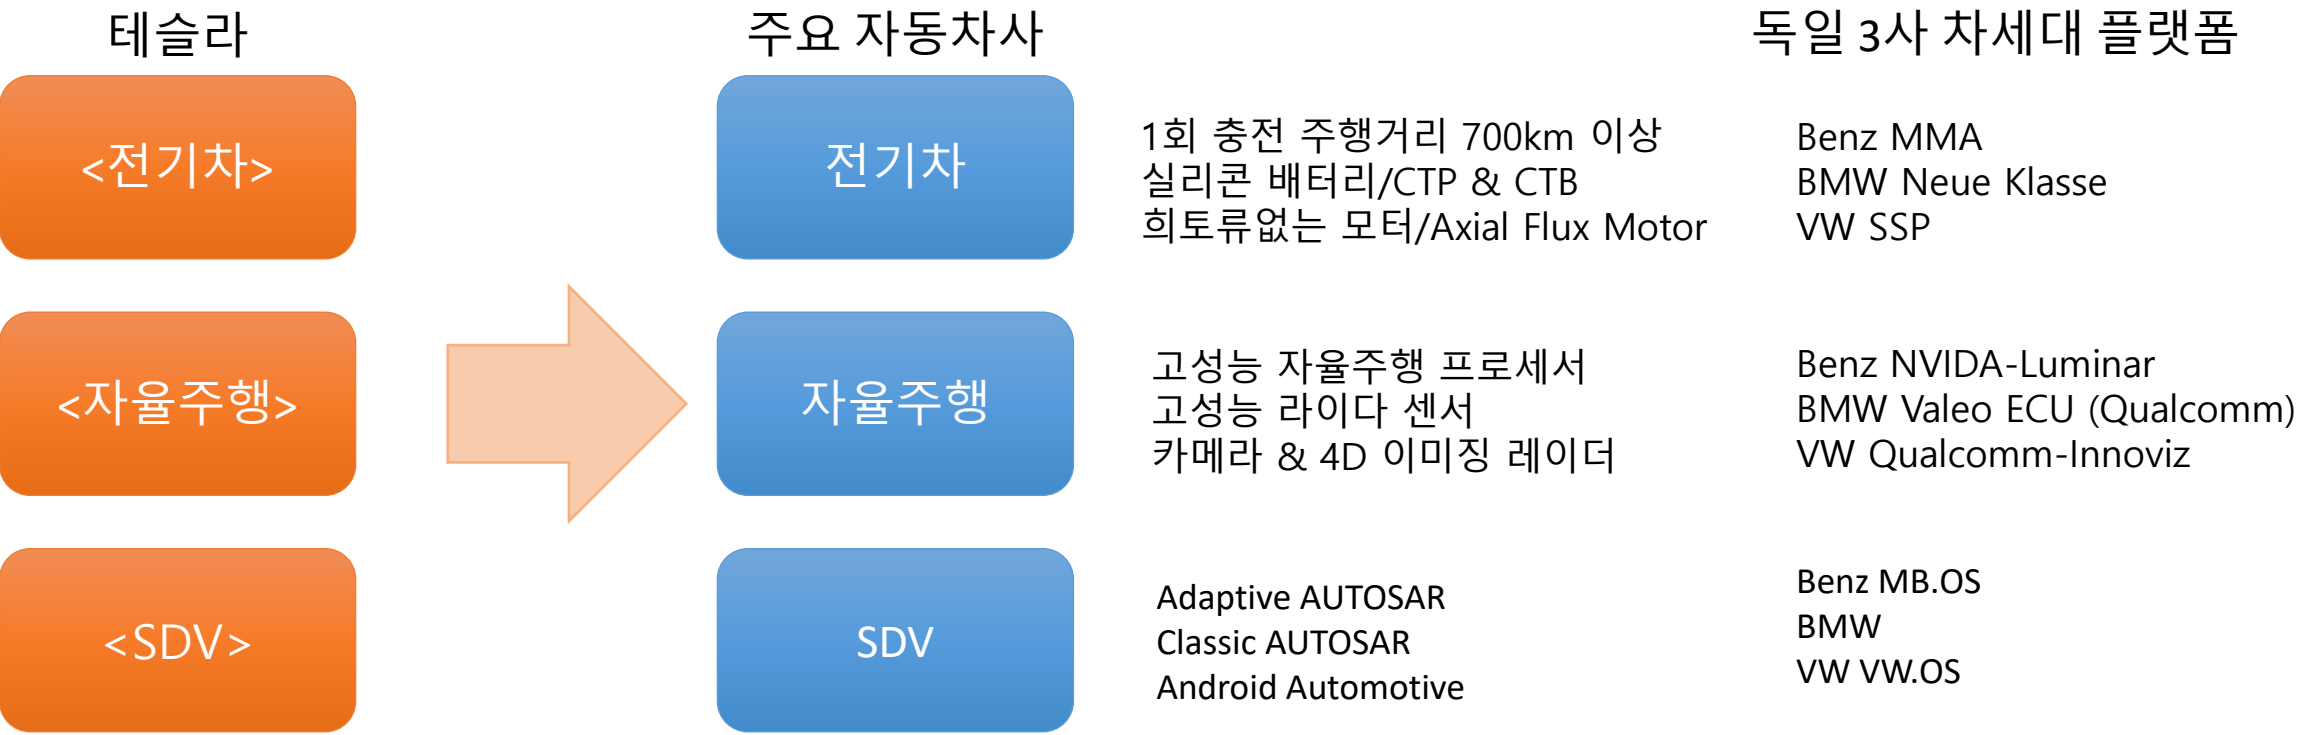 테슬라
주요 자동차사
독일 3사 차세대 플랫폼
<전기차>
전기차
1회 충전 주행거리 700km 이상
실리콘 배터리/CTP & CTB
희토류없는 모터/Axial Flux Motor
Benz MMA
BMW Neue Klasse
VW SSP
<자율주행>
자율주행
고성능 자율주행 프로세서
고성능 라이다 센서
카메라 & 4D 이미징 레이더
Benz NVIDA-Luminar
BMW Valeo ECU (Qualcomm)
VW Qualcomm-Innoviz
<SDV>
SDV
Adaptive AUTOSAR
Classic AUTOSAR
Android Automotive
Benz MB.OS
BMW
VW VW.OS